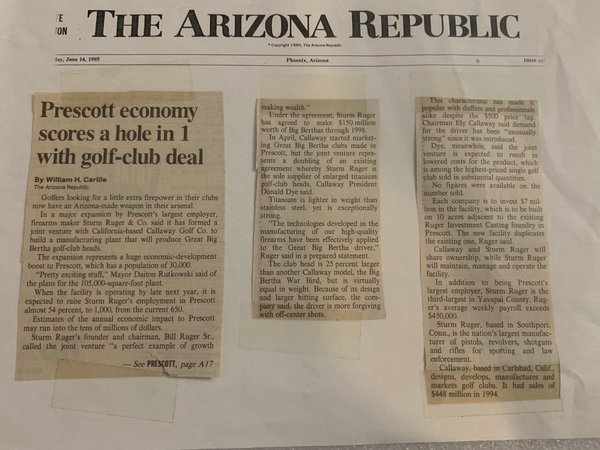 THE ARIZONA REPUBLIC
© Copyright 1995, The Arizona Republic
June 14, 1995
Phoenix, Arizona
Prescott economy
scores a hole in 1
with golf-club deal
By William H. Carlile
The Arizona Republic
Golfers looking for a little extra firepower in their clubs
now have an Arizona-made weapon in their arsenal.
In a major expansion by Prescott's largest employer,
firearms maker Sturm Ruger & Co. said it has formed a
joint venture with California-based Callaway Golf Co. to
build a manufacturing plant that will produce Great Big
Bertha golf-club heads.
The expansion represents a huge economic-development
boost to Prescott, which has a population of 30,000.
"Pretty exciting stuff," Mayor Daiton Rutkowski said of
the plans for the 105,000-square-foot plant.
When the facility is operating by late next year, it is
expected to raise Sturm Ruger's employment in Prescott
almost 54 percent, to 1,000, from the current 650.
Estimates of the annual economic impact to Prescott
may run into the tens of millions of dollars.
Sturm Ruger's founder and chairman, Bill Ruger Sr.,
called the joint venture "a perfect example of growth
— See PRESCOTT, page A17
making wealth."
Under the agreement, Sturm Ruger
has agreed to make $150 million
worth of Big Berthas through 1998.
In April, Callaway started market-
ing Great Big Bertha clubs made in
Prescott, but the joint venture repre-
sents a doubling of an existing
agreement whereby Sturm Ruger is
the sole supplier of enlarged titanium
golf-club heads, Callaway President
Donald Dye said.
Titanium is lighter in weight than
stainless steel, yet is exceptionally
strong.
"The technologies developed in the
manufacturing of our high-quality
firearms have been effectively applied
to the Great Big Bertha driver,"
Ruger said in a prepared statement.
The club head is 25 percent larger
than another Callaway model, the Big
Bertha War Bird, but is virtually
equal in weight. Because of its design
and larger hitting surface, the com-
pany said, the driver is more forgiving
with off-center shots.
This characteristic has made it
popular with duffers and professionals
alike despite the $500 price tag.
Chairman Ely Callaway said demand
for the driver has been "unusually
strong" since it was introduced.
Dye, meanwhile, said the joint
venture is expected to result in
lowered costs for the product, which
is among the highest-priced single golf
club sold in substantial quantities.
No figures were available on the
number sold.
Each company is to invest $7 mil-
lion in the facility, which is to be built
on 10 acres adjacent to the existing
Ruger Investment Casting foundry in
Prescott. The new facility duplicates
the existing one, Ruger said.
Callaway and Sturm Ruger will
share ownership, while Sturm Ruger
will maintain, manage and operate the
facility.
In addition to being Prescott's
largest employer, Sturm Ruger is the
third-largest in Yavapai County. Rug-
er's average weekly payroll exceeds
$450,000.
Sturm Ruger, based in Southport,
Conn., is the nation's largest manufac-
turer of pistols, revolvers, shotguns
and rifles for sporting and law
enforcement.
Callaway, based in Carlsbad, Calif.,
designs, develops, manufactures and
markets golf clubs. It had sales of
$448 million in 1994.